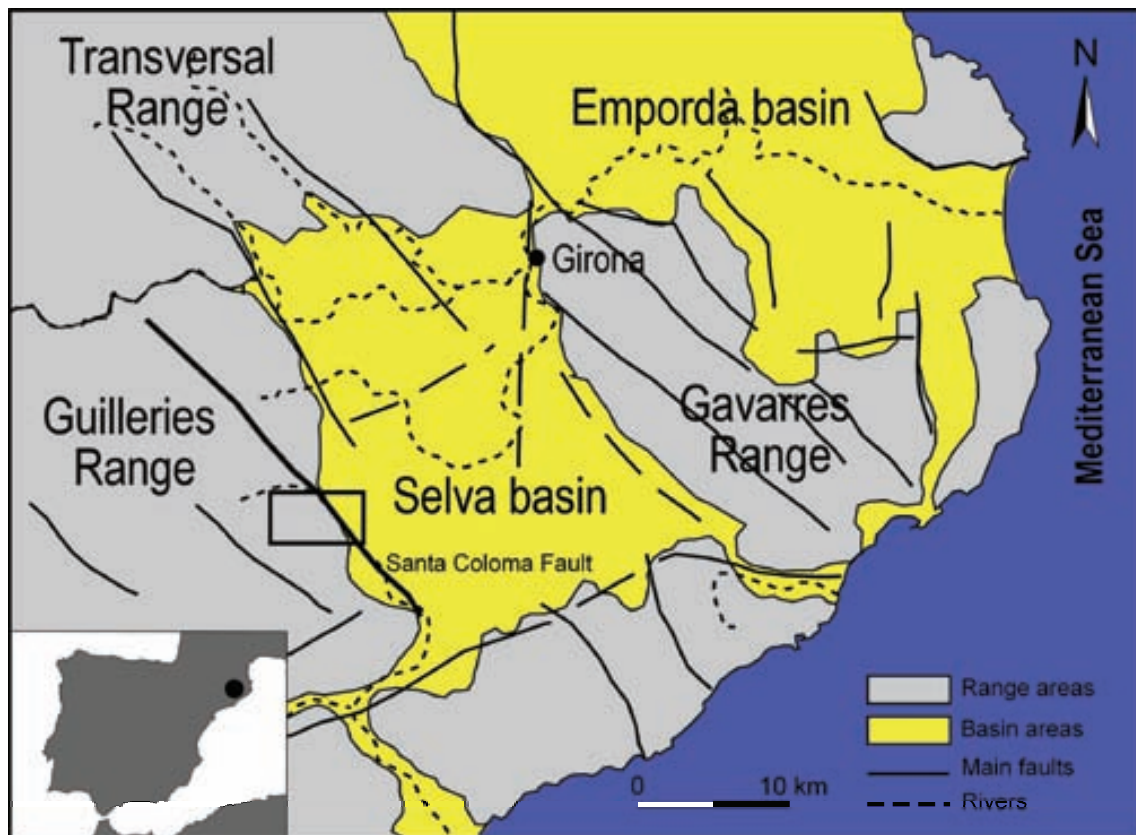 Transversal
Range
Emporda basin
N
Mediterranean Sea
Girona
Guilleries
Range
Gavarres
Range
Selva basin
Santa Coloma Fault
Range areas
Basin areas
Main faults
Rivers
0 10 km